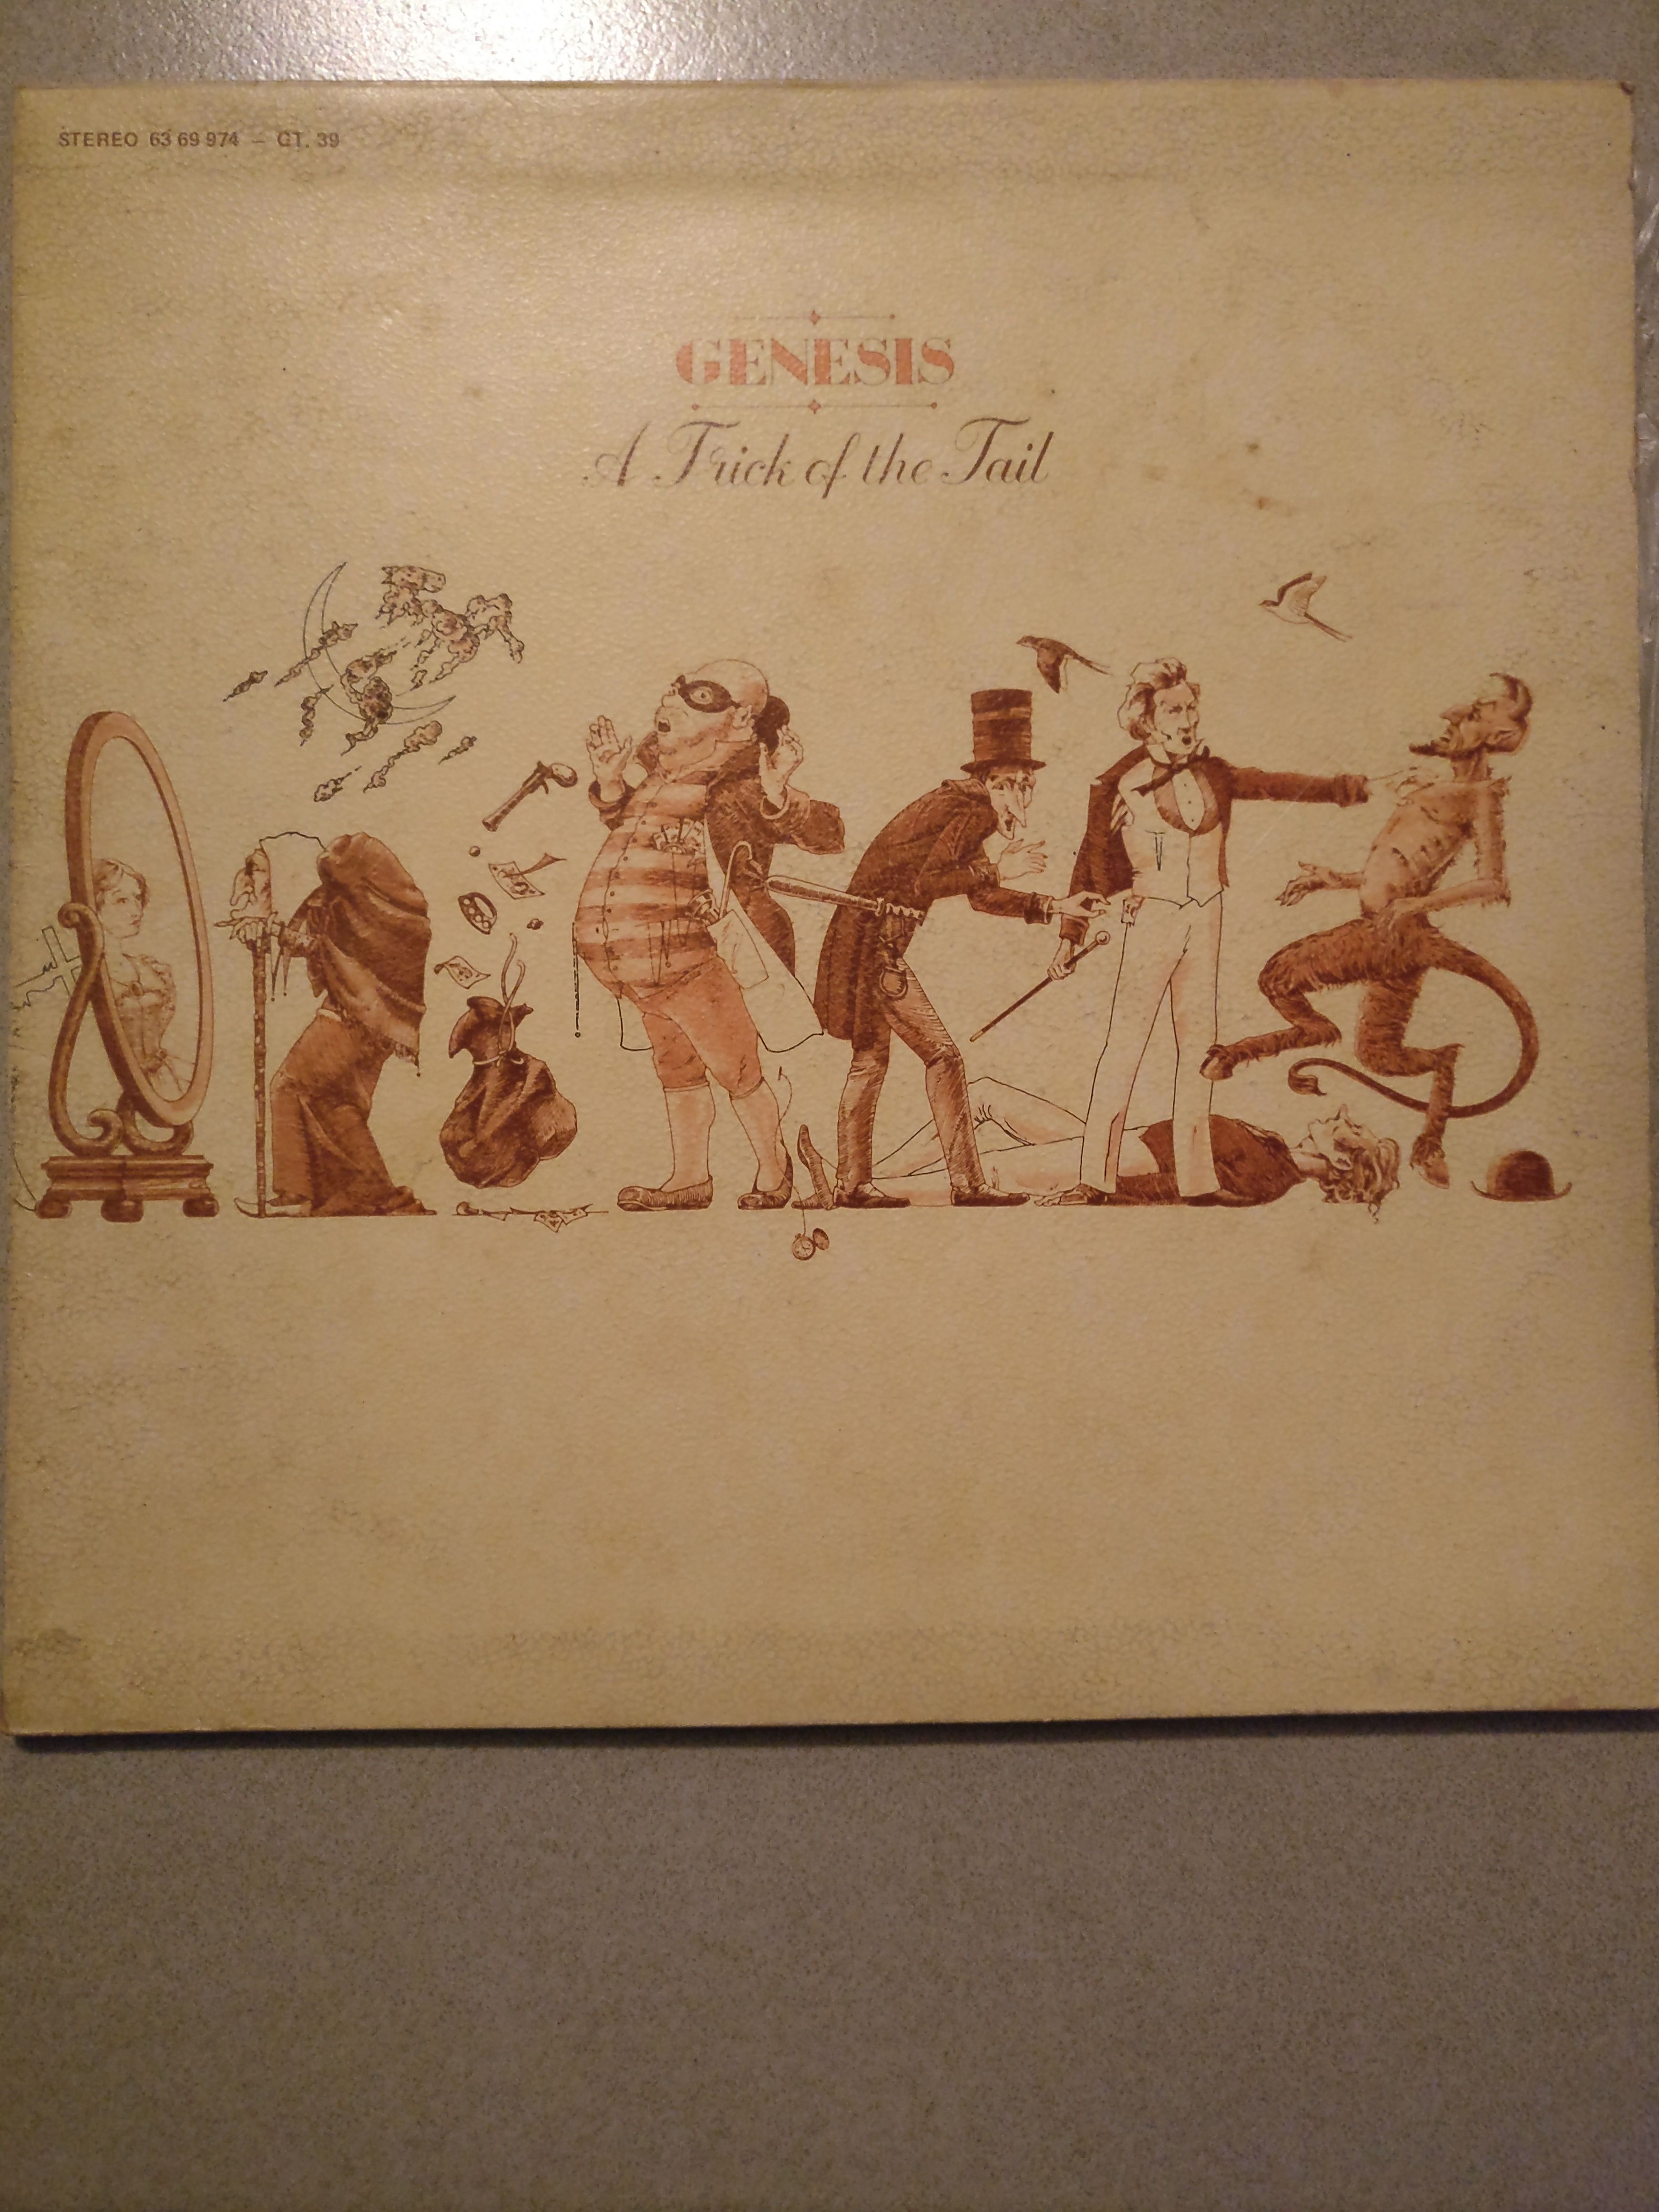 STEREO 63 69 974 – GT. 39
GENESIS
A Trick of the Tail